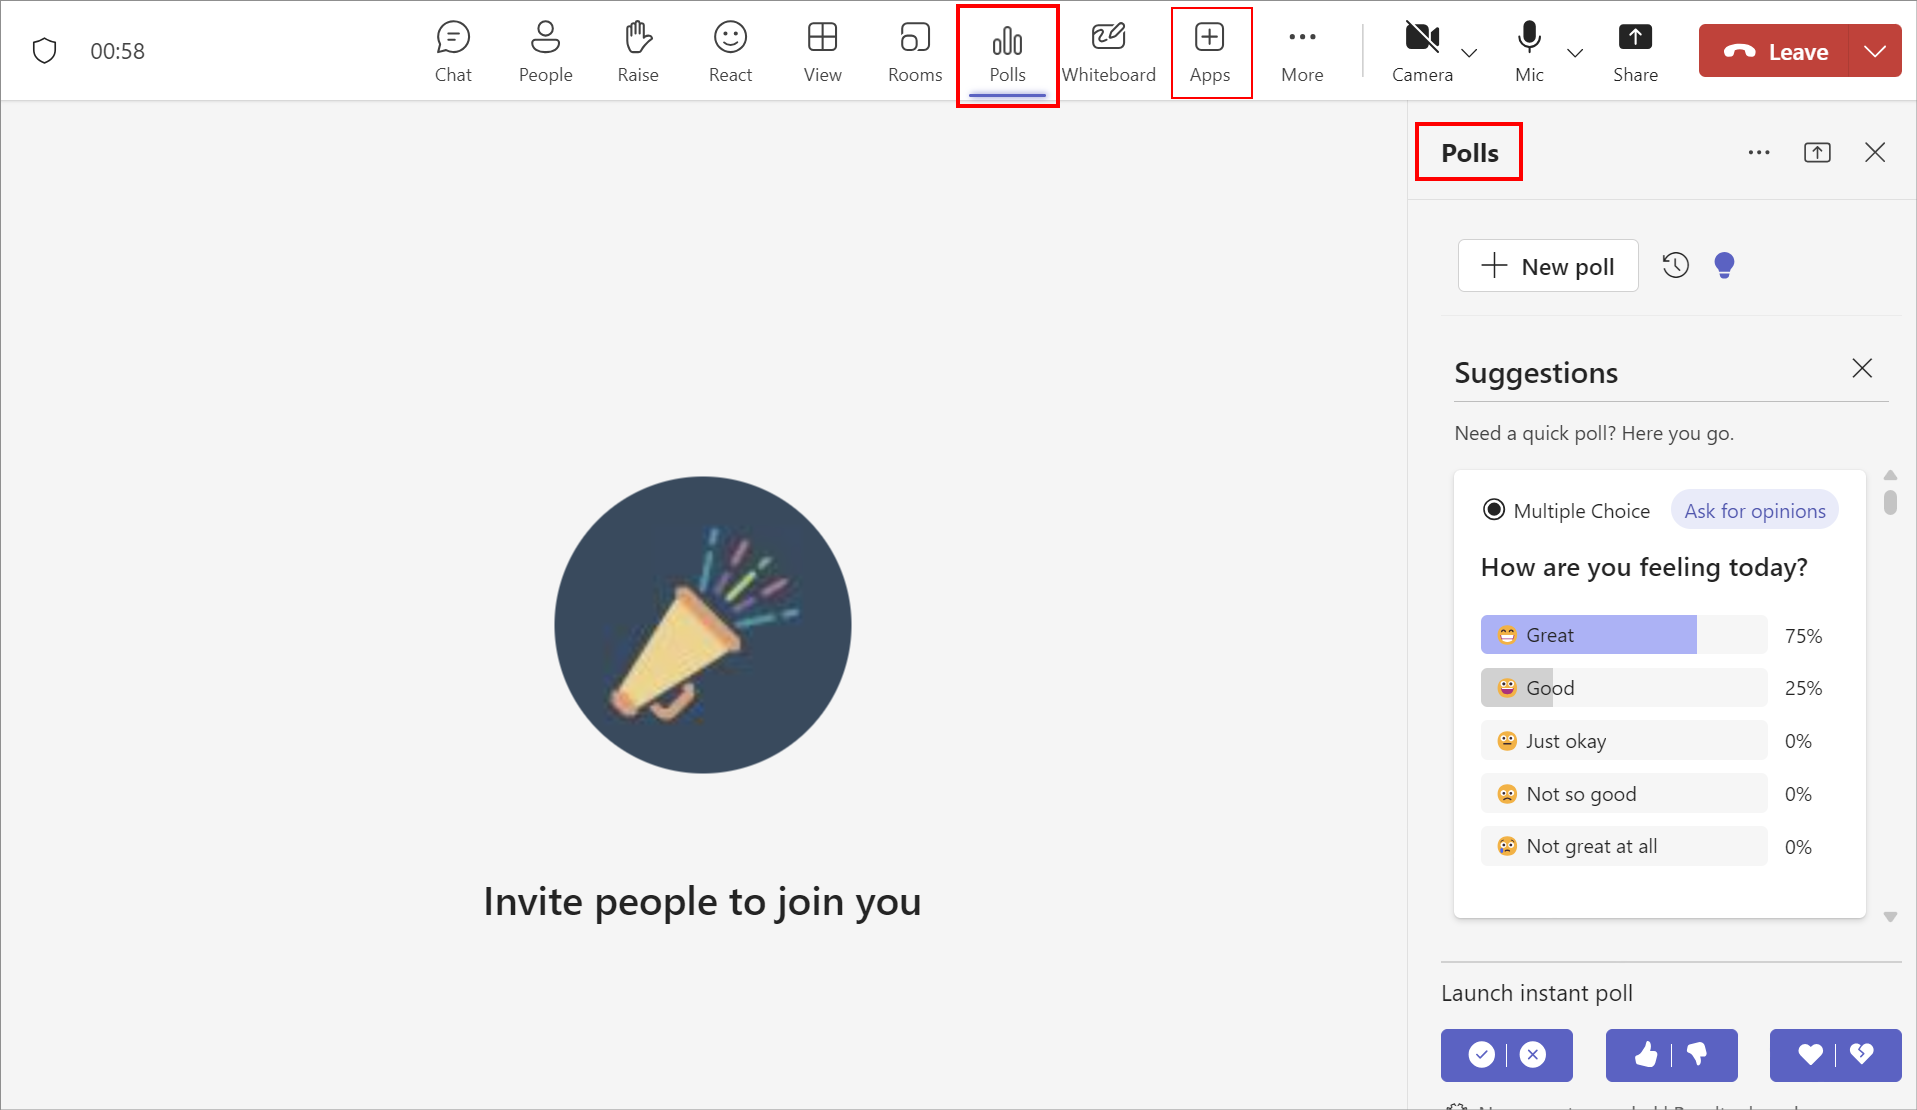 00:58
Chat People Raise React View Rooms Polls Whiteboard Apps More Camera Mic Share Leave
Polls
New poll
Suggestions
Need a quick poll? Here you go.
Multiple Choice Ask for opinions
How are you feeling today?
Great 75%
Good 25%
Just okay 0%
Not so good 0%
Not great at all 0%
Invite people to join you
Launch instant poll